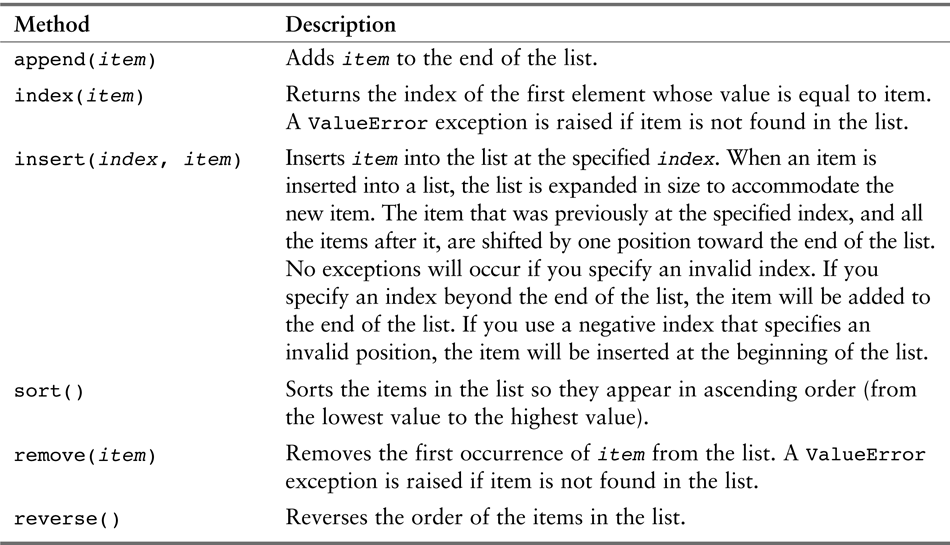 Method Description
append(item) Adds item to the end of the list.
index(item) Returns the index of the first element whose value is equal to item.
A ValueError exception is raised if item is not found in the list.
insert(index, item) Inserts item into the list at the specified index. When an item is
inserted into a list, the list is expanded in size to accommodate the
new item. The item that was previously at the specified index, and all
the items after it, are shifted by one position toward the end of the list.
No exceptions will occur if you specify an invalid index. If you
specify an index beyond the end of the list, the item will be added to
the end of the list. If you use a negative index that specifies an
invalid position, the item will be inserted at the beginning of the list.
sort() Sorts the items in the list so they appear in ascending order (from
the lowest value to the highest value).
remove(item) Removes the first occurrence of item from the list. A ValueError
exception is raised if item is not found in the list.
reverse() Reverses the order of the items in the list.